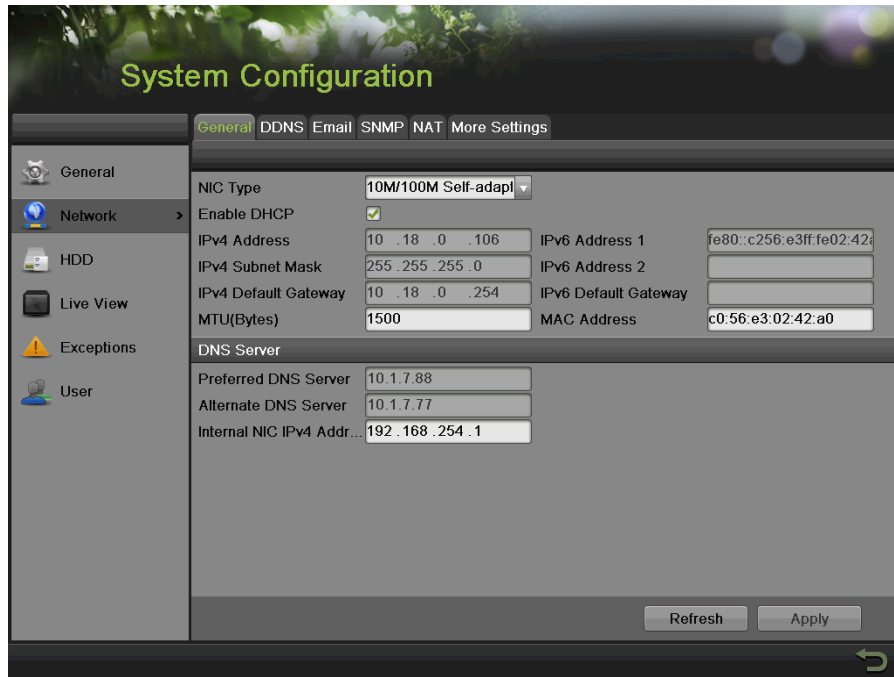 System Configuration
General DDNS Email SNMP NAT More Settings
General
Network
HDD
Live View
Exceptions
User
NIC Type 10M/100M Self-adapt
Enable DHCP
IPv4 Address 10 .18 .0 .106 IPv6 Address 1 fe80::c256:e3ff:fe02:42a
IPv4 Subnet Mask 255.255.255.0 IPv6 Address 2
IPv4 Default Gateway 10 .18 .0 .254 IPv6 Default Gateway
MTU(Bytes) 1500 MAC Address c0:56:e3:02:42:a0
DNS Server
Preferred DNS Server 10.1.7.88
Alternate DNS Server 10.1.7.77
Internal NIC IPv4 Addr... 192 .168 .254 .1
Refresh Apply